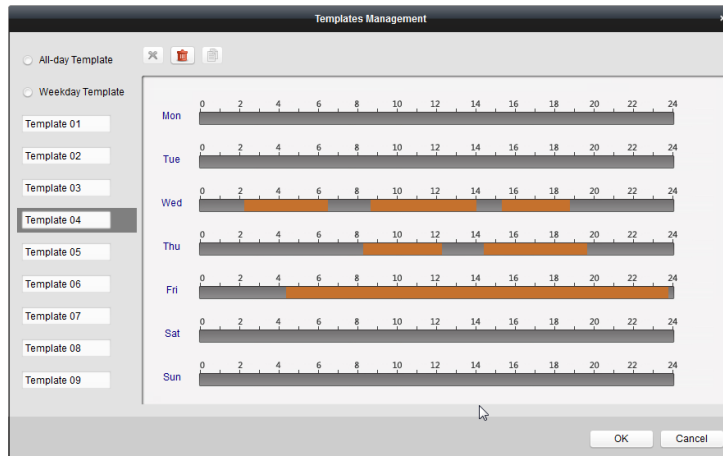 Templates Management
All-day Template
Weekday Template
Template 01
Template 02
Template 03
Template 04
Template 05
Template 06
Template 07
Template 08
Template 09
0 2 4 6 8 10 12 14 16 18 20 22 24
Mon
0 2 4 6 8 10 12 14 16 18 20 22 24
Tue
0 2 4 6 8 10 12 14 16 18 20 22 24
Wed
0 2 4 6 8 10 12 14 16 18 20 22 24
Thu
0 2 4 6 8 10 12 14 16 18 20 22 24
Fri
0 2 4 6 8 10 12 14 16 18 20 22 24
Sat
0 2 4 6 8 10 12 14 16 18 20 22 24
Sun
OK Cancel